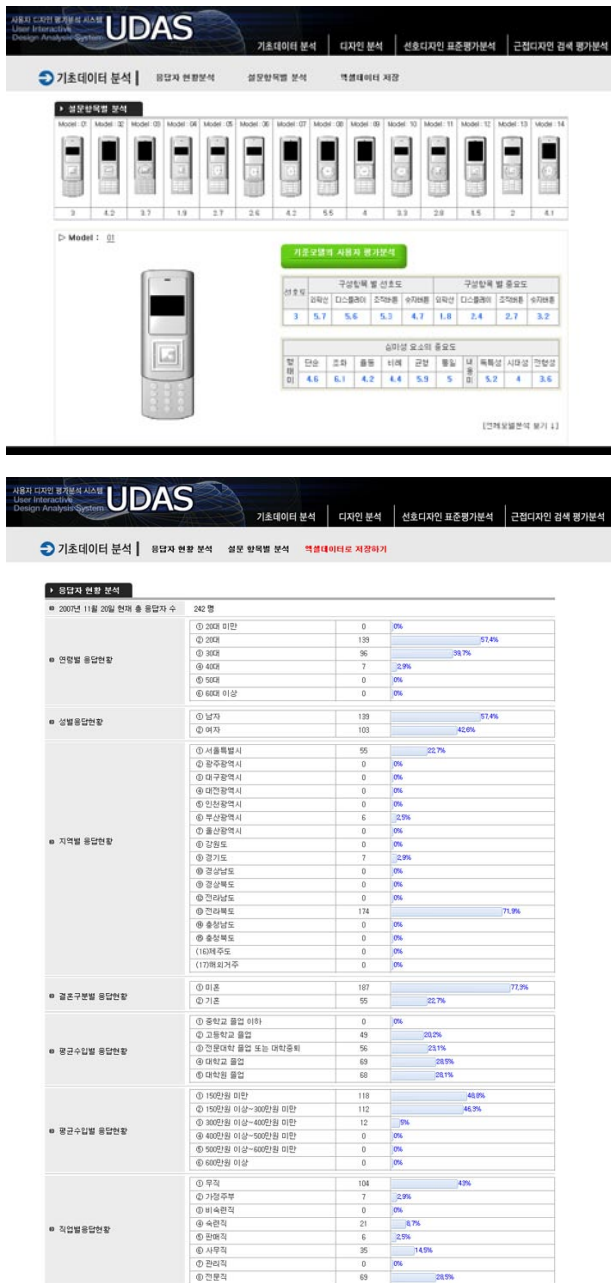 사용자 디자인 평가분석 시스템
User Interactive
Design Analysis System
UDAS
기초데이터 분석 디자인 분석 선호디자인 표준평가분석 근접디자인 검색 평가분석
기초데이터 분석 응답자 현황분석 설문항목별 분석 엑셀데이터 저장
설문항목별 분석
Model : 01 Model : 02 Model : 03 Model : 04 Model : 05 Model : 06 Model : 07 Model : 08 Model : 09 Model : 10 Model : 11 Model : 12 Model : 13 Model : 14
3 4.2 3.7 1.9 2.7 2.6 4.2 5.5 4 3.3 2.8 2 4.1
▷ Model : 01
기준모델의 사용자 평가분석
선호도 구성항목 별 선호도 구성항목 별 중요도
외곽선 디스플레이 조작버튼 숫자버튼 외곽선 디스플레이 조작버튼 숫자버튼
3 5.7 5.6 5.3 4.7 1.8 2.4 2.7 3.2
심미성 요소의 중요도
형태미 단순 조화 율동 비례 균형 통일 내용미 독특성 시대성 전형성
4.6 6.1 4.2 4.4 5.9 5 5.2 4 3.6
[전체모델분석 보기 ↓]
사용자 디자인 평가분석 시스템
User Interactive
Design Analysis System
UDAS
기초데이터 분석 디자인 분석 선호디자인 표준평가분석 근접디자인 검색 평가분석
기초데이터 분석 응답자 현황 분석 설문 항목별 분석 엑셀데이터로 저장하기
응답자 현황 분석
2007년 11월 20일 현재 총 응답자 수 242 명
연령별 응답현황
① 20대 미만 0 0%
② 20대 139 57.4%
③ 30대 96 39.7%
④ 40대 7 2.9%
⑤ 50대 0 0%
⑥ 60대 이상 0 0%
성별응답현황
① 남자 139 57.4%
② 여자 103 42.6%
지역별 응답현황
① 서울특별시 55 22.7%
② 광주광역시 0 0%
③ 대구광역시 0 0%
④ 대전광역시 0 0%
⑤ 인천광역시 0 0%
⑥ 부산광역시 6 2.5%
⑦ 울산광역시 0 0%
⑧ 강원도 0 0%
⑨ 경기도 7 2.9%
⑩ 경상남도 0 0%
경상북도 0 0%
⑫ 전라남도 0 0%
⑬ 전라북도 174 71.9%
⑭ 충청남도 0 0%
⑮ 충청북도 0 0%
(16)제주도 0 0%
(17)해외거주 0 0%
결혼구분별 응답현황
① 미혼 187 77.3%
② 기혼 55 22.7%
평균수입별 응답현황
① 중학교 졸업 이하 0 0%
② 고등학교 졸업 49 20.2%
③ 전문대학 졸업 또는 대학중퇴 56 23.1%
④ 대학교 졸업 69 28.5%
⑤ 대학원 졸업 68 28.1%
평균수입별 응답현황
① 150만원 미만 118 48.8%
② 150만원 이상~300만원 미만 112 46.3%
③ 300만원 이상~400만원 미만 12 5%
④ 400만원 이상~500만원 미만 0 0%
⑤ 500만원 이상~600만원 미만 0 0%
⑥ 600만원 이상 0 0%
직업별응답현황
① 무직 104 43%
② 가정주부 7 2.9%
③ 비숙련직 0 0%
④ 숙련직 21 8.7%
⑤ 판매직 6 2.5%
⑥ 사무직 35 14.5%
⑦ 관리직 0 0%
⑧ 전문직 69 28.5%